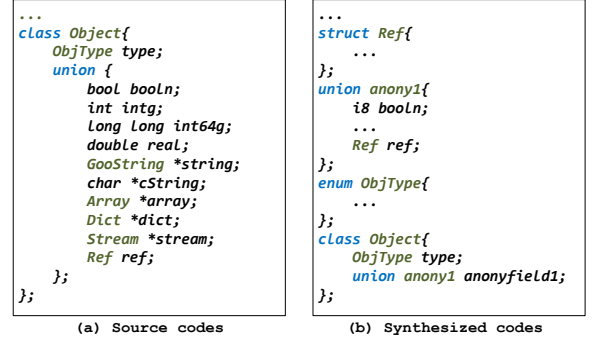 ...
class Object{
    ObjType type;
    union {
        bool booln;
        int intg;
        long long int64g;
        double real;
        GooString *string;
        char *cString;
        Array *array;
        Dict *dict;
        Stream *stream;
        Ref ref;
    };
};
(a) Source codes
...
struct Ref{
    ...
};
union anony1{
    i8 booln;
    ...
    Ref ref;
};
enum ObjType{
    ...
};
class Object{
    ObjType type;
    union anony1 anonyfield1;
};
(b) Synthesized codes